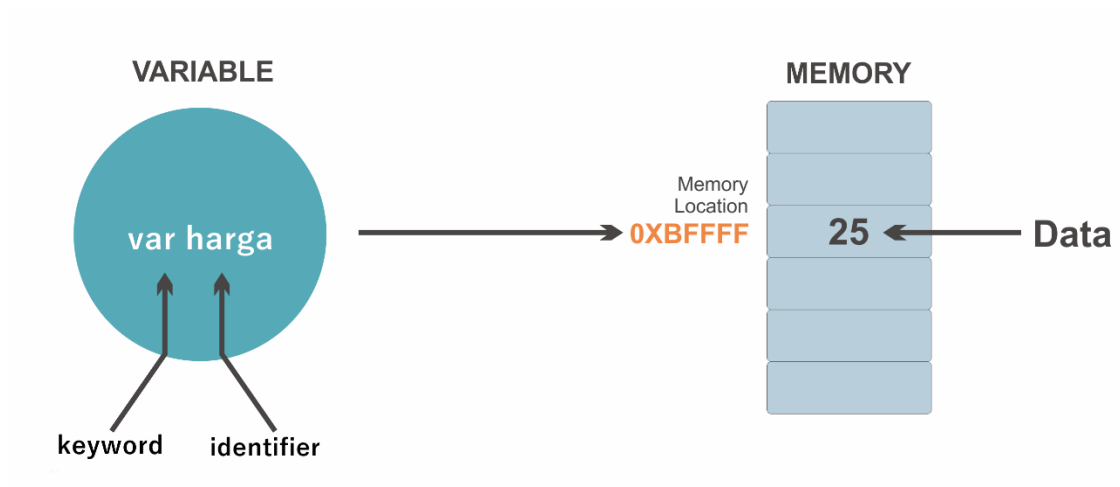 VARIABLE
var harga
keyword
identifier
MEMORY
Memory
Location
0XBFFFF
25
Data